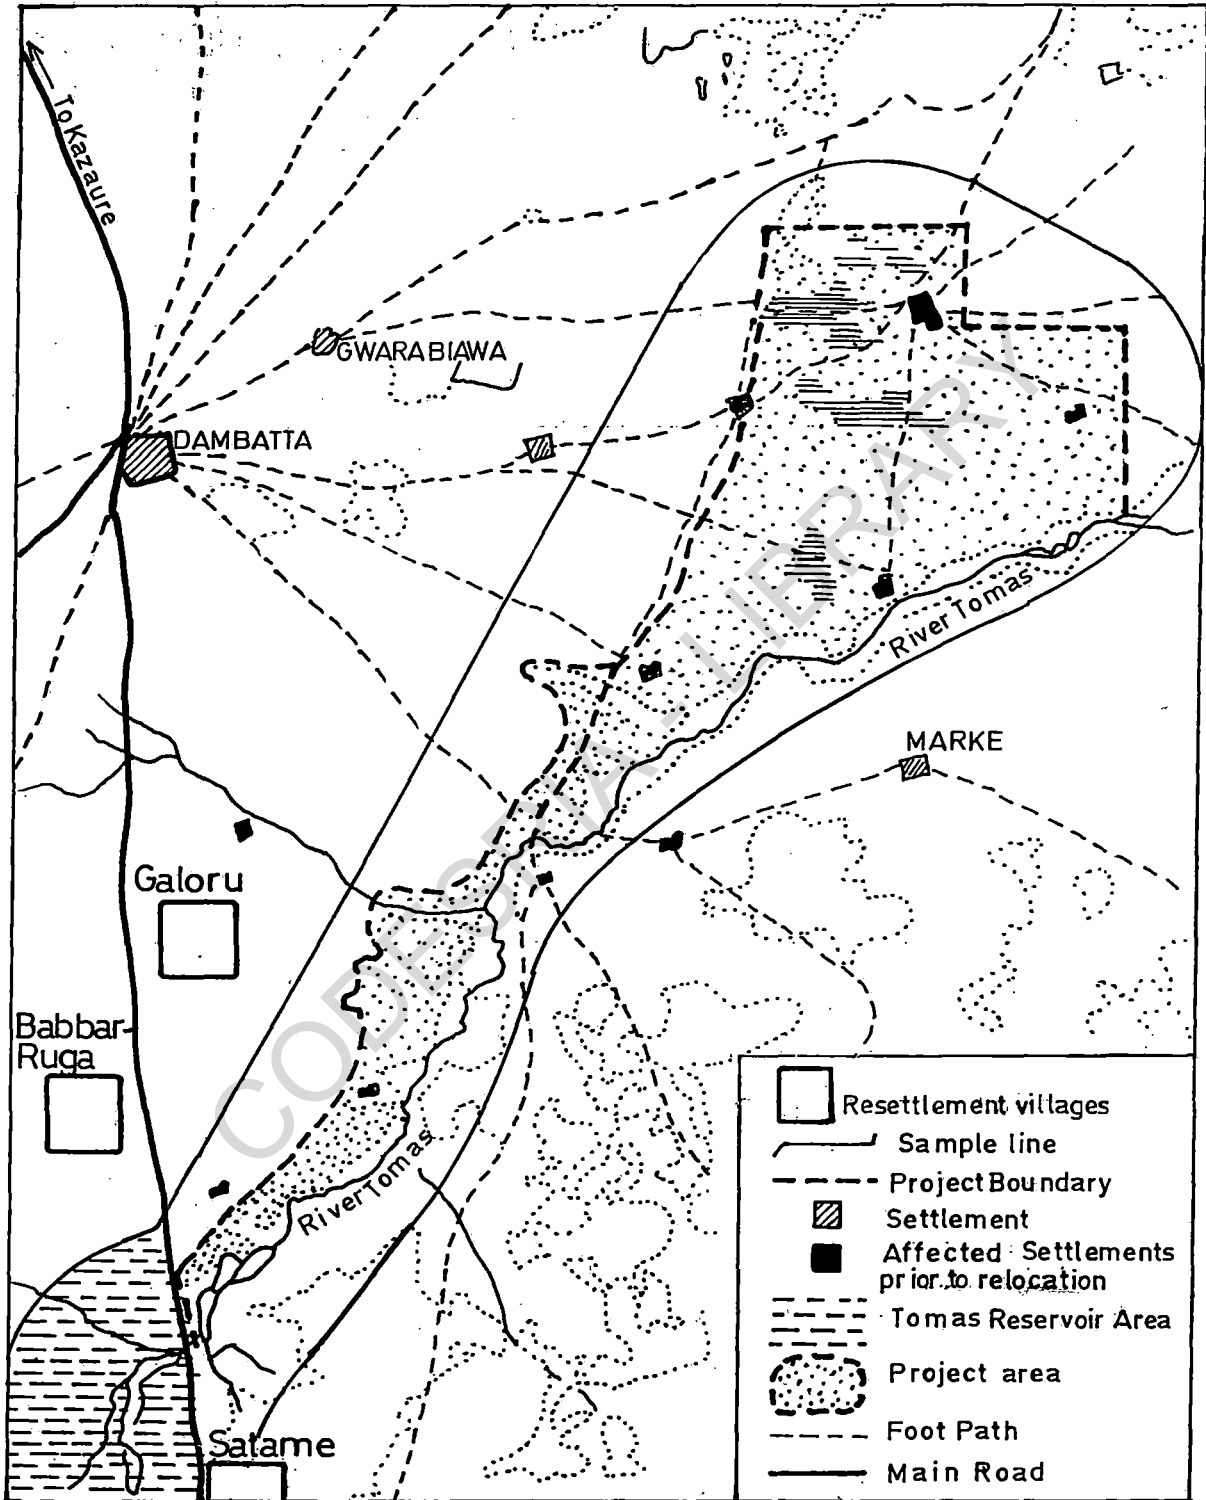 To Kazaure
GWARABIAWA
DAMBATTA
River Tomas
MARKE
Galoru
Babbar-
Ruga
River Tomas
Satame
Resettlement villages
Sample line
Project Boundary
Settlement
Affected Settlements
prior to relocation
Tomas Reservoir Area
Project area
Foot Path
Main Road
CODESRIA - LIBRARY